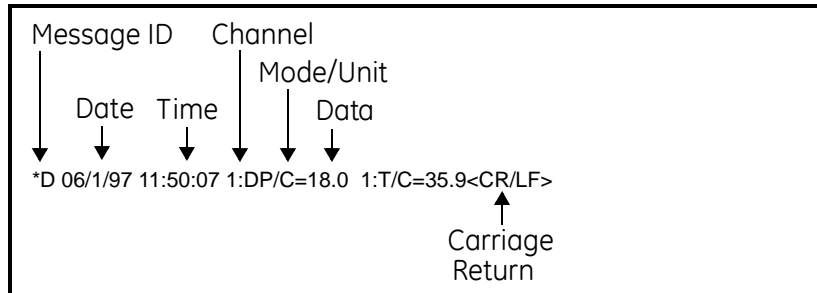 Message ID Channel
Mode/Unit
Date Time Data
*D 06/1/97 11:50:07 1:DP/C=18.0 1:T/C=35.9<CR/LF>
Carriage
Return